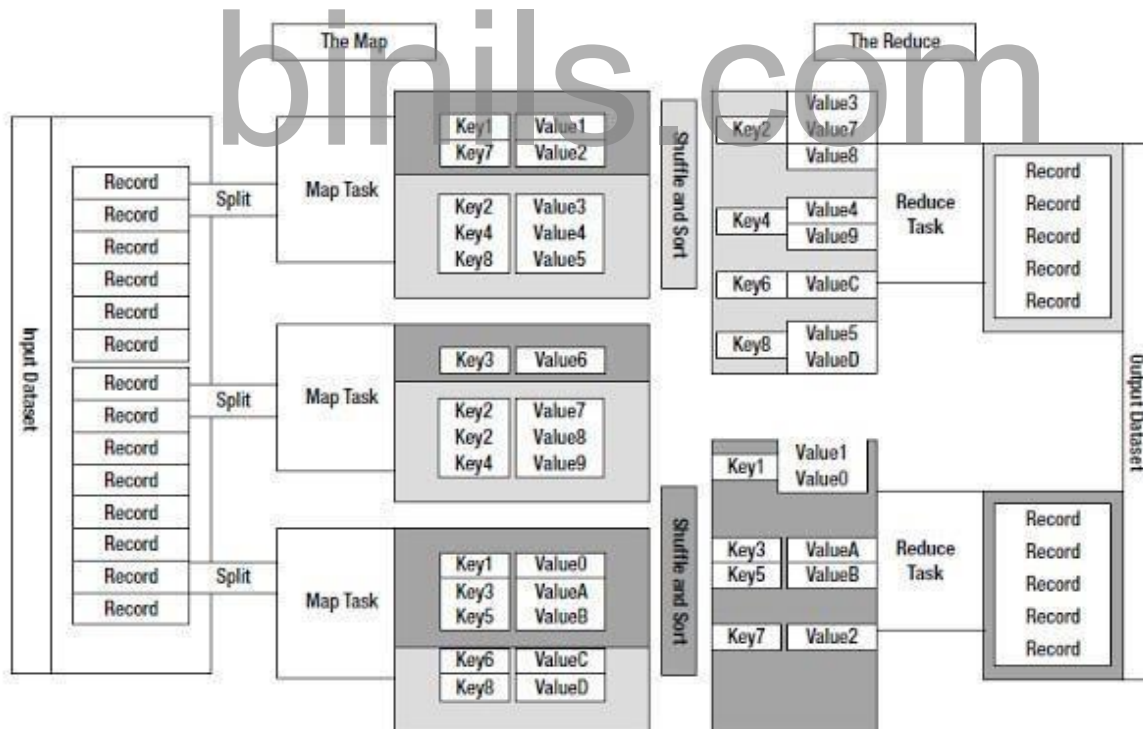 binils.com
The Map
The Reduce
Input Dataset
Record
Record
Record
Record
Record
Record
Record
Record
Record
Record
Record
Record
Record
Record
Split
Split
Split
Map Task
Key1 Value1
Key7 Value2
Key2 Value3
Key4 Value4
Key8 Value5
Map Task
Key3 Value6
Key2 Value7
Key2 Value8
Key4 Value9
Map Task
Key1 Value0
Key3 ValueA
Key5 ValueB
Key6 ValueC
Key8 ValueD
Shuffle and Sort
Shuffle and Sort
Key2
Value3
Value7
Value8
Key4
Value4
Value9
Key6 ValueC
Key8
Value5
ValueD
Reduce
Task
Record
Record
Record
Record
Record
Key1
Value1
Value0
Key3 ValueA
Key5 ValueB
Key7 Value2
Reduce
Task
Record
Record
Record
Record
Record
Output Dataset